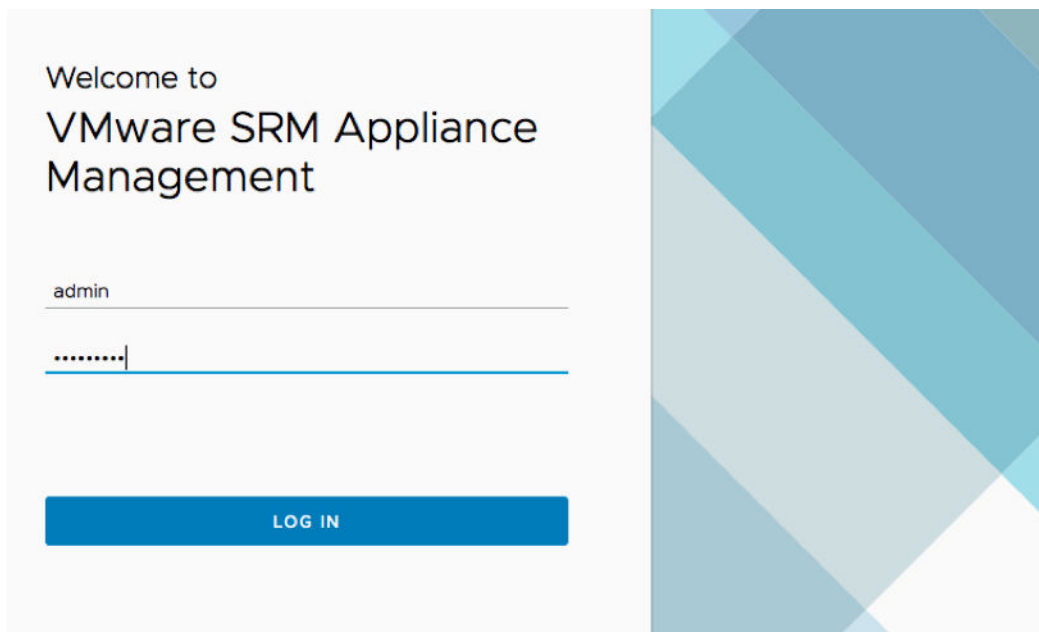 Welcome to
VMware SRM Appliance
Management
admin
•••••••••
LOG IN